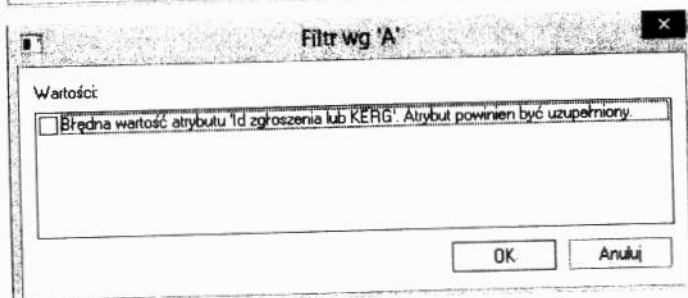 Filtr wg 'A'
Wartości:
Błędna wartość atrybutu 'Id zgłoszenia lub KERG'. Atrybut powinien być uzupełniony.
OK
Anuluj